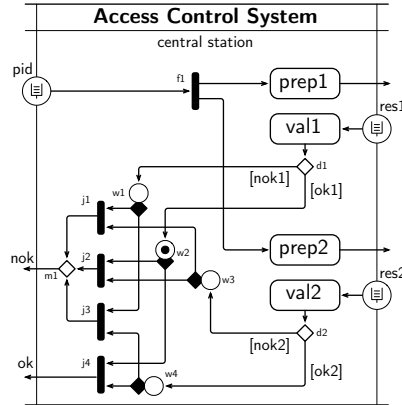 Access Control System
central station
pid
f1
prep1
res1
val1
d1
[nok1]
[ok1]
w1
j1
w2
j2
prep2
nok
m1
w3
res2
val2
j3
d2
[nok2]
[ok2]
ok
j4
w4